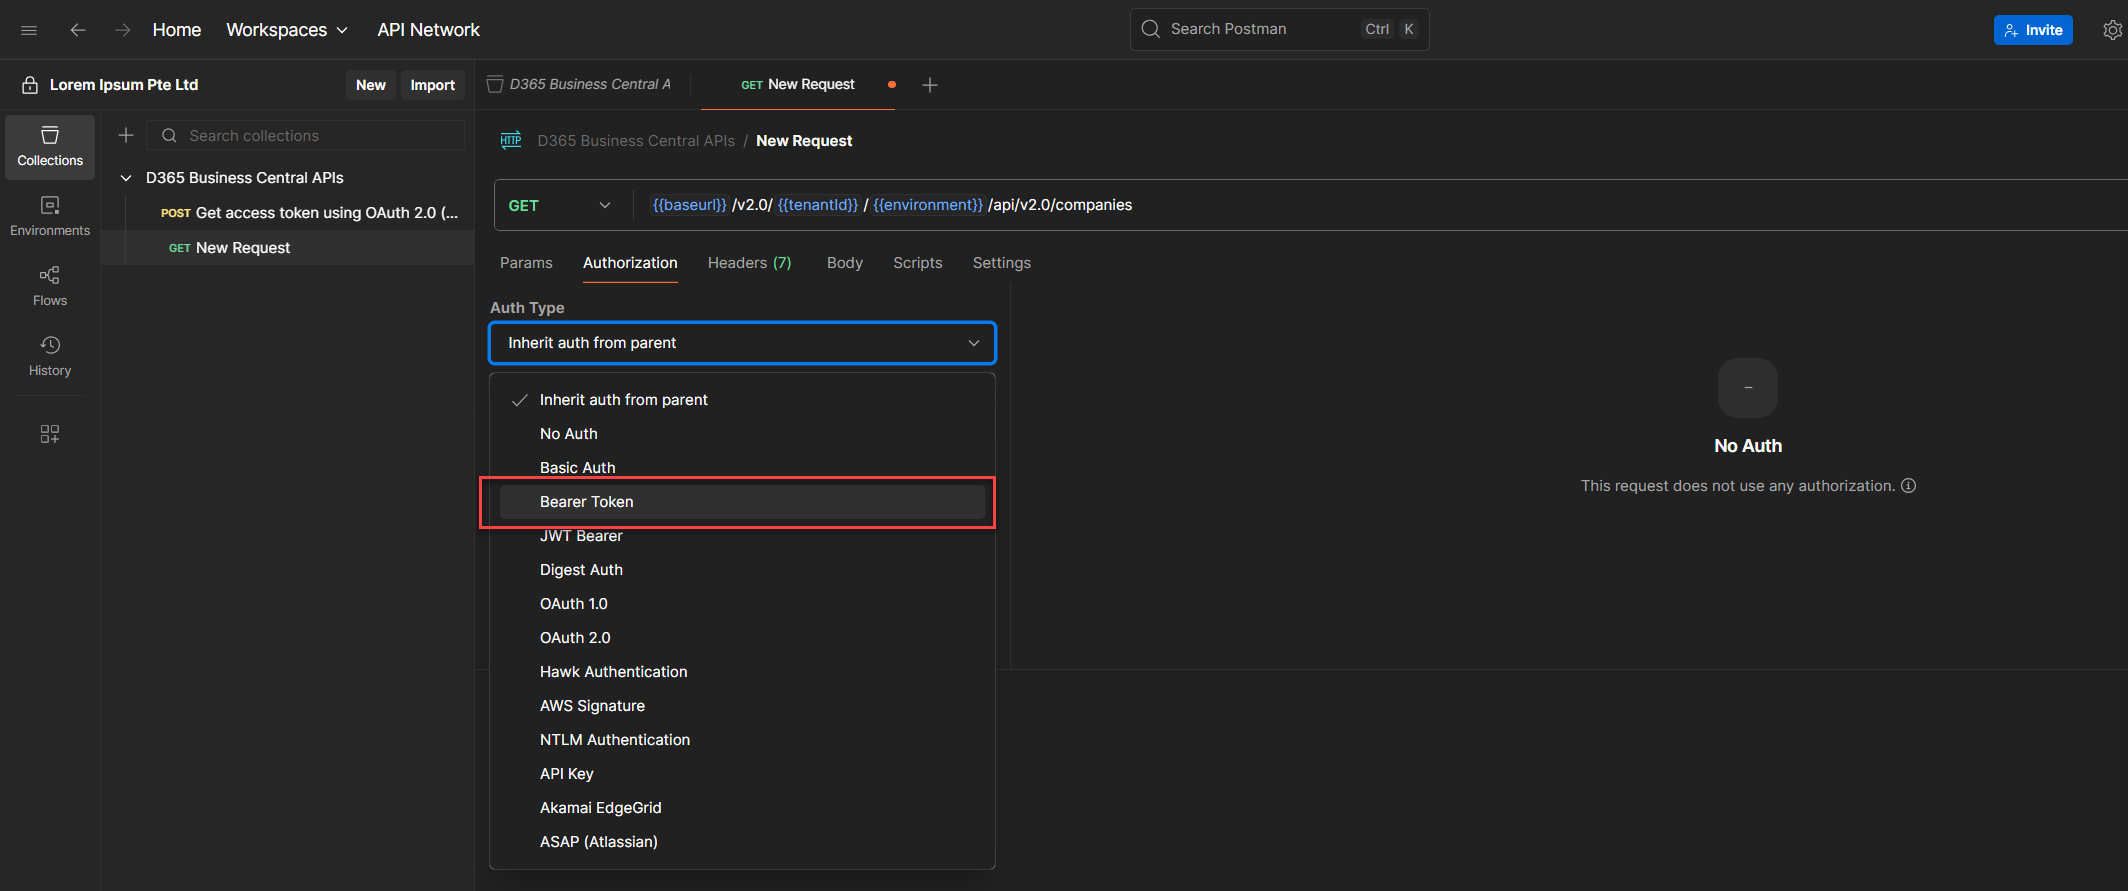 Home Workspaces API Network Search Postman Ctrl K Invite
Lorem Ipsum Pte Ltd New Import
D365 Business Central A GET New Request
Collections
Environments
Flows
History
Search collections
D365 Business Central APIs
POST Get access token using OAuth 2.0 (...
GET New Request
HTTP D365 Business Central APIs / New Request
GET {{baseurl}} /v2.0/ {{tenantId}} / {{environment}} /api/v2.0/companies
Params Authorization Headers (7) Body Scripts Settings
Auth Type
Inherit auth from parent
Inherit auth from parent
No Auth
Basic Auth
Bearer Token
JWT Bearer
Digest Auth
OAuth 1.0
OAuth 2.0
Hawk Authentication
AWS Signature
NTLM Authentication
API Key
Akamai EdgeGrid
ASAP (Atlassian)
No Auth
This request does not use any authorization.